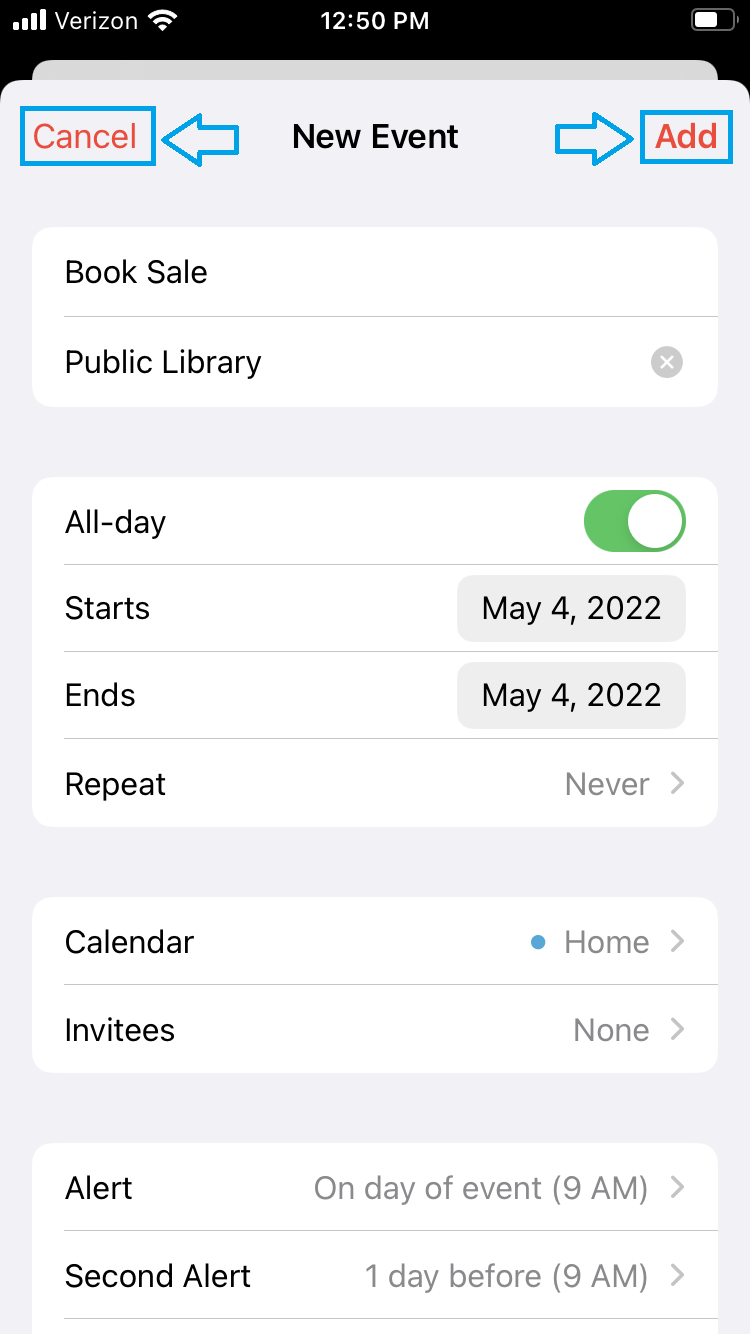 Verizon 12:50 PM
Cancel New Event Add
Book Sale
Public Library
All-day
Starts May 4, 2022
Ends May 4, 2022
Repeat Never
Calendar Home
Invitees None
Alert On day of event (9 AM)
Second Alert 1 day before (9 AM)